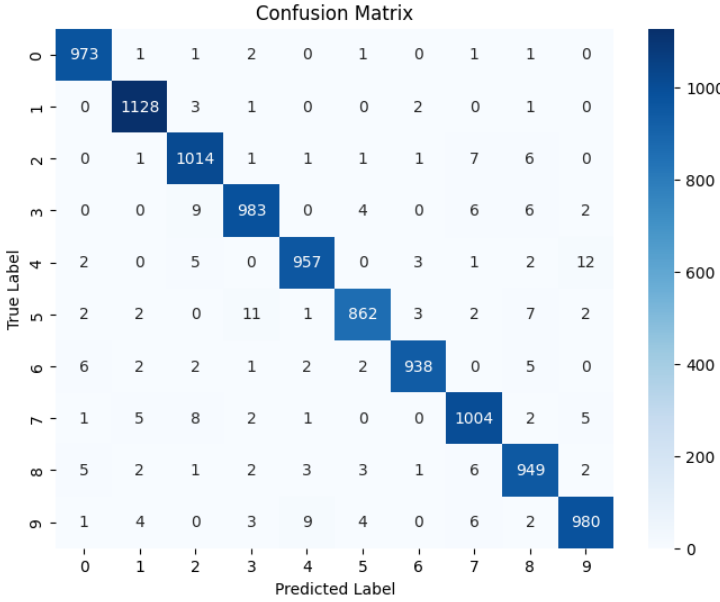 Confusion Matrix
0 973 1 1 2 0 1 0 1 1 0
1 0 1128 3 1 0 0 2 0 1 0
2 0 1 1014 1 1 1 1 7 6 0
3 0 0 9 983 0 4 0 6 6 2
4 2 0 5 0 957 0 3 1 2 12
5 2 2 0 11 1 862 3 2 7 2
6 6 2 2 1 2 2 938 0 5 0
7 1 5 8 2 1 0 0 1004 2 5
8 5 2 1 2 3 3 1 6 949 2
9 1 4 0 3 9 4 0 6 2 980
0 1 2 3 4 5 6 7 8 9
Predicted Label
True Label
1000
800
600
400
200
0